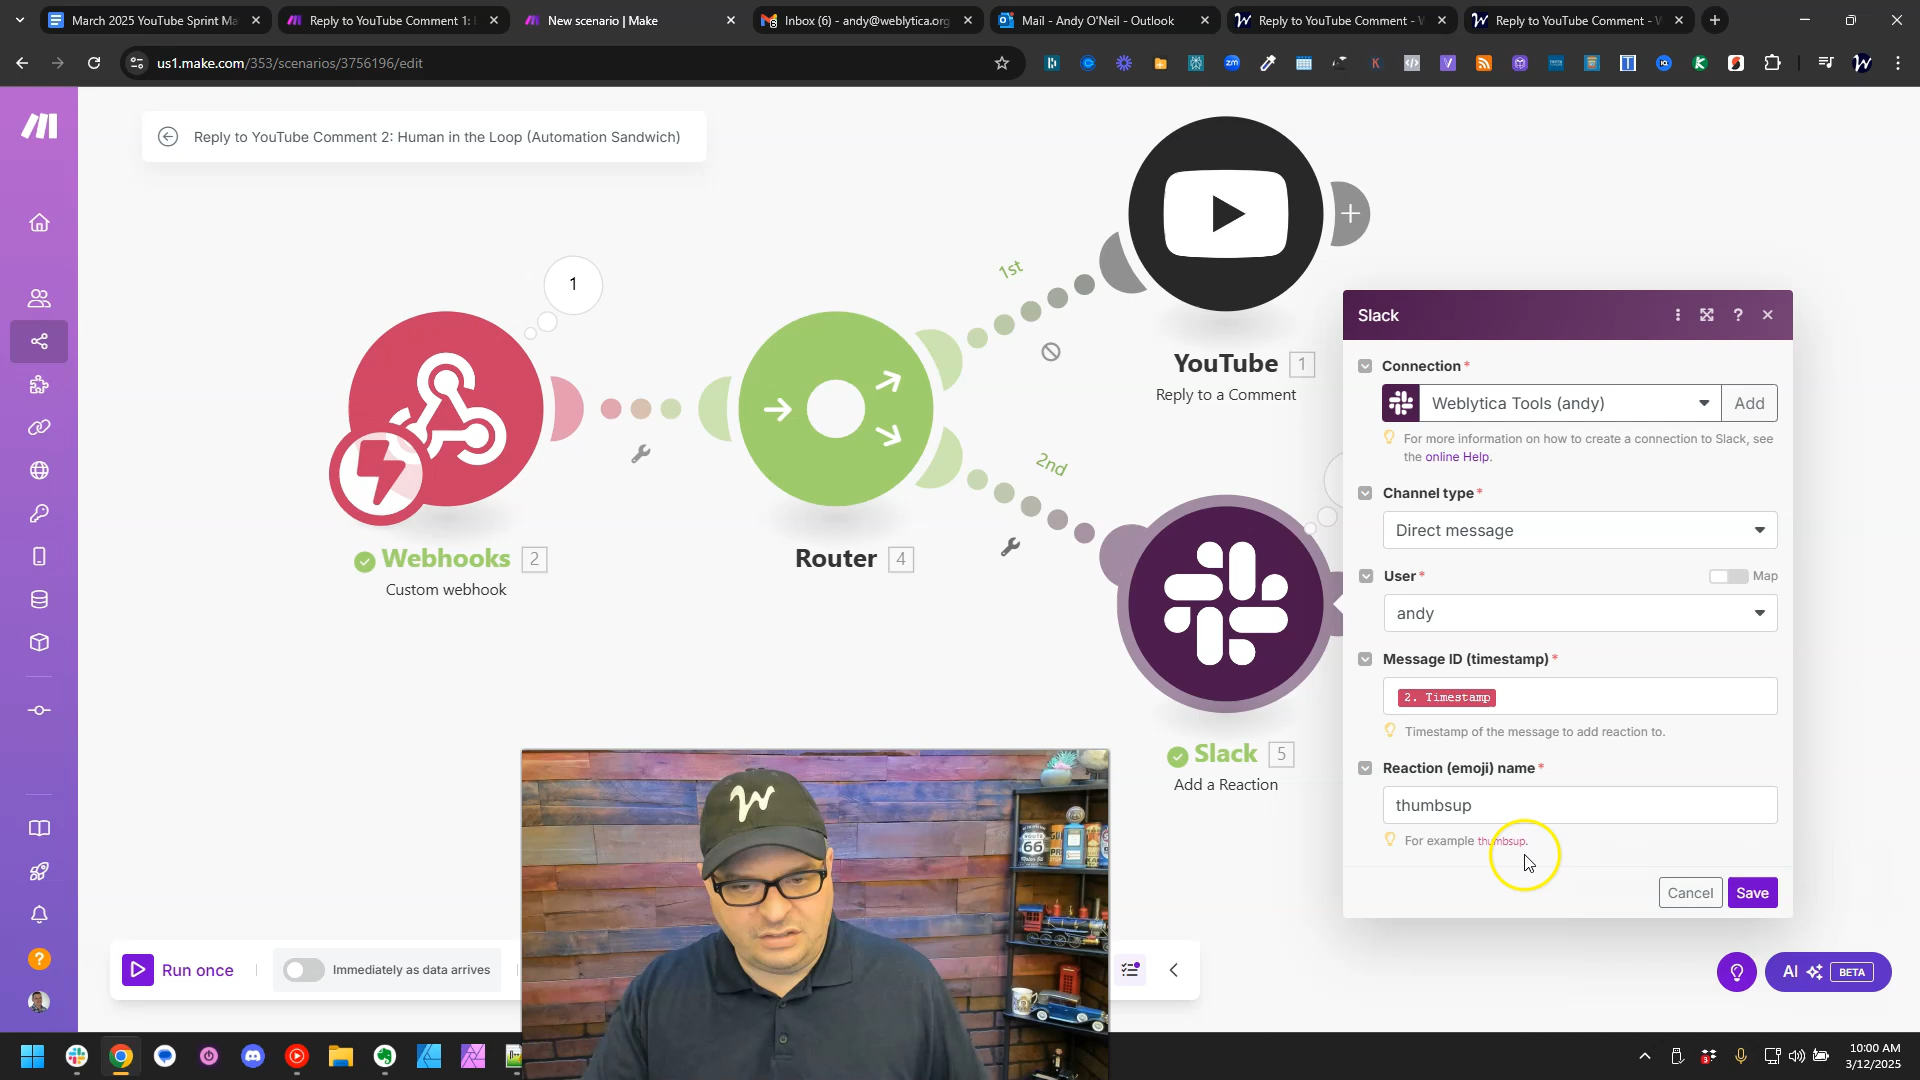 March 2025 YouTube Sprint Ma
Reply to YouTube Comment 1:
New scenario | Make
Inbox (6) - andy@weblytica.org
Mail - Andy O'Neil - Outlook
Reply to YouTube Comment -
Reply to YouTube Comment -
us1.make.com/353/scenarios/3756196/edit
Reply to YouTube Comment 2: Human in the Loop (Automation Sandwich)
1
1st
2nd
Webhooks 2
Custom webhook
Router 4
YouTube 1
Reply to a Comment
Slack 5
Add a Reaction
Slack
Connection *
Weblytica Tools (andy)
Add
For more information on how to create a connection to Slack, see
the online Help.
Channel type *
Direct message
User *
Map
andy
Message ID (timestamp) *
2. Timestamp
Timestamp of the message to add reaction to.
Reaction (emoji) name *
thumbsup
For example thumbsup.
Cancel
Save
Run once
Immediately as data arrives
AI BETA
W
ROUTE
66
10:00 AM
3/12/2025